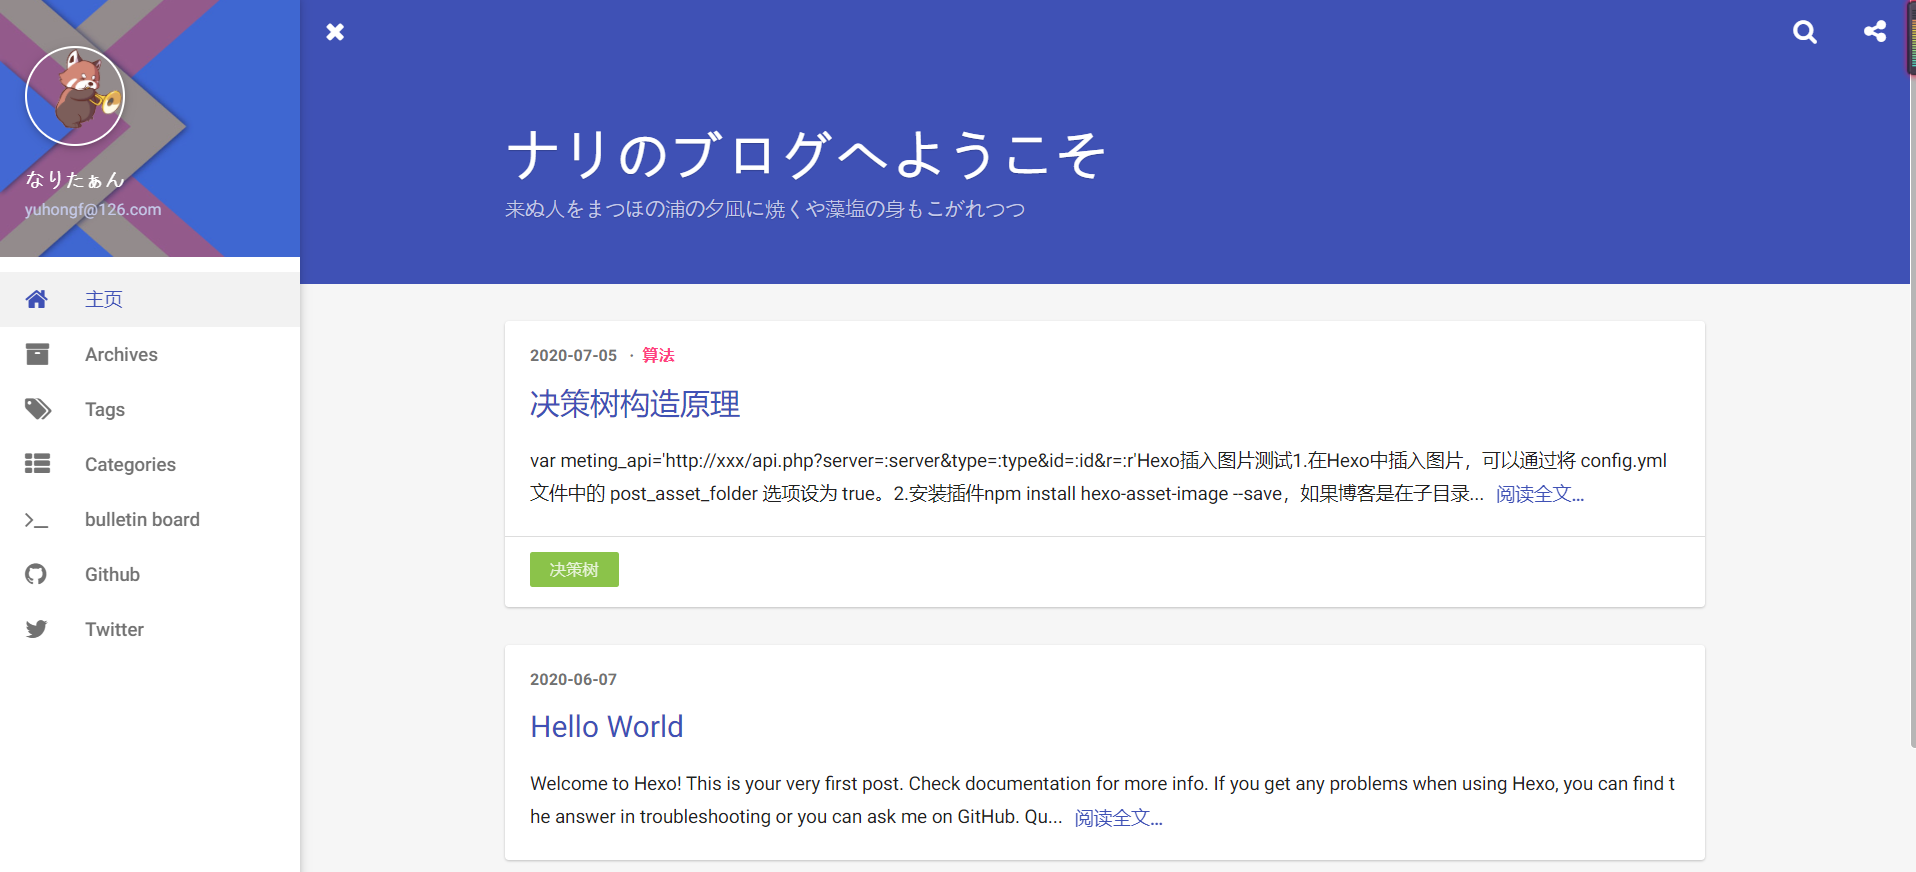 なりたぁん
yuhongf@126.com
主页
Archives
Tags
Categories
bulletin board
Github
Twitter
ナリのブログへようこそ
来ぬ人をまつほの浦の夕凪に焼くや藻塩の身もこがれつつ
2020-07-05 · 算法
决策树构造原理
var meting_api='http://xxx/api.php?server=:server&type=:type&id=:id&r=:r'Hexo插入图片测试1.在Hexo中插入图片，可以通过将 config.yml
文件中的 post_asset_folder 选项设为 true。2.安装插件npm install hexo-asset-image --save，如果博客是在子目录... 阅读全文...
决策树
2020-06-07
Hello World
Welcome to Hexo! This is your very first post. Check documentation for more info. If you get any problems when using Hexo, you can find t
he answer in troubleshooting or you can ask me on GitHub. Qu... 阅读全文...